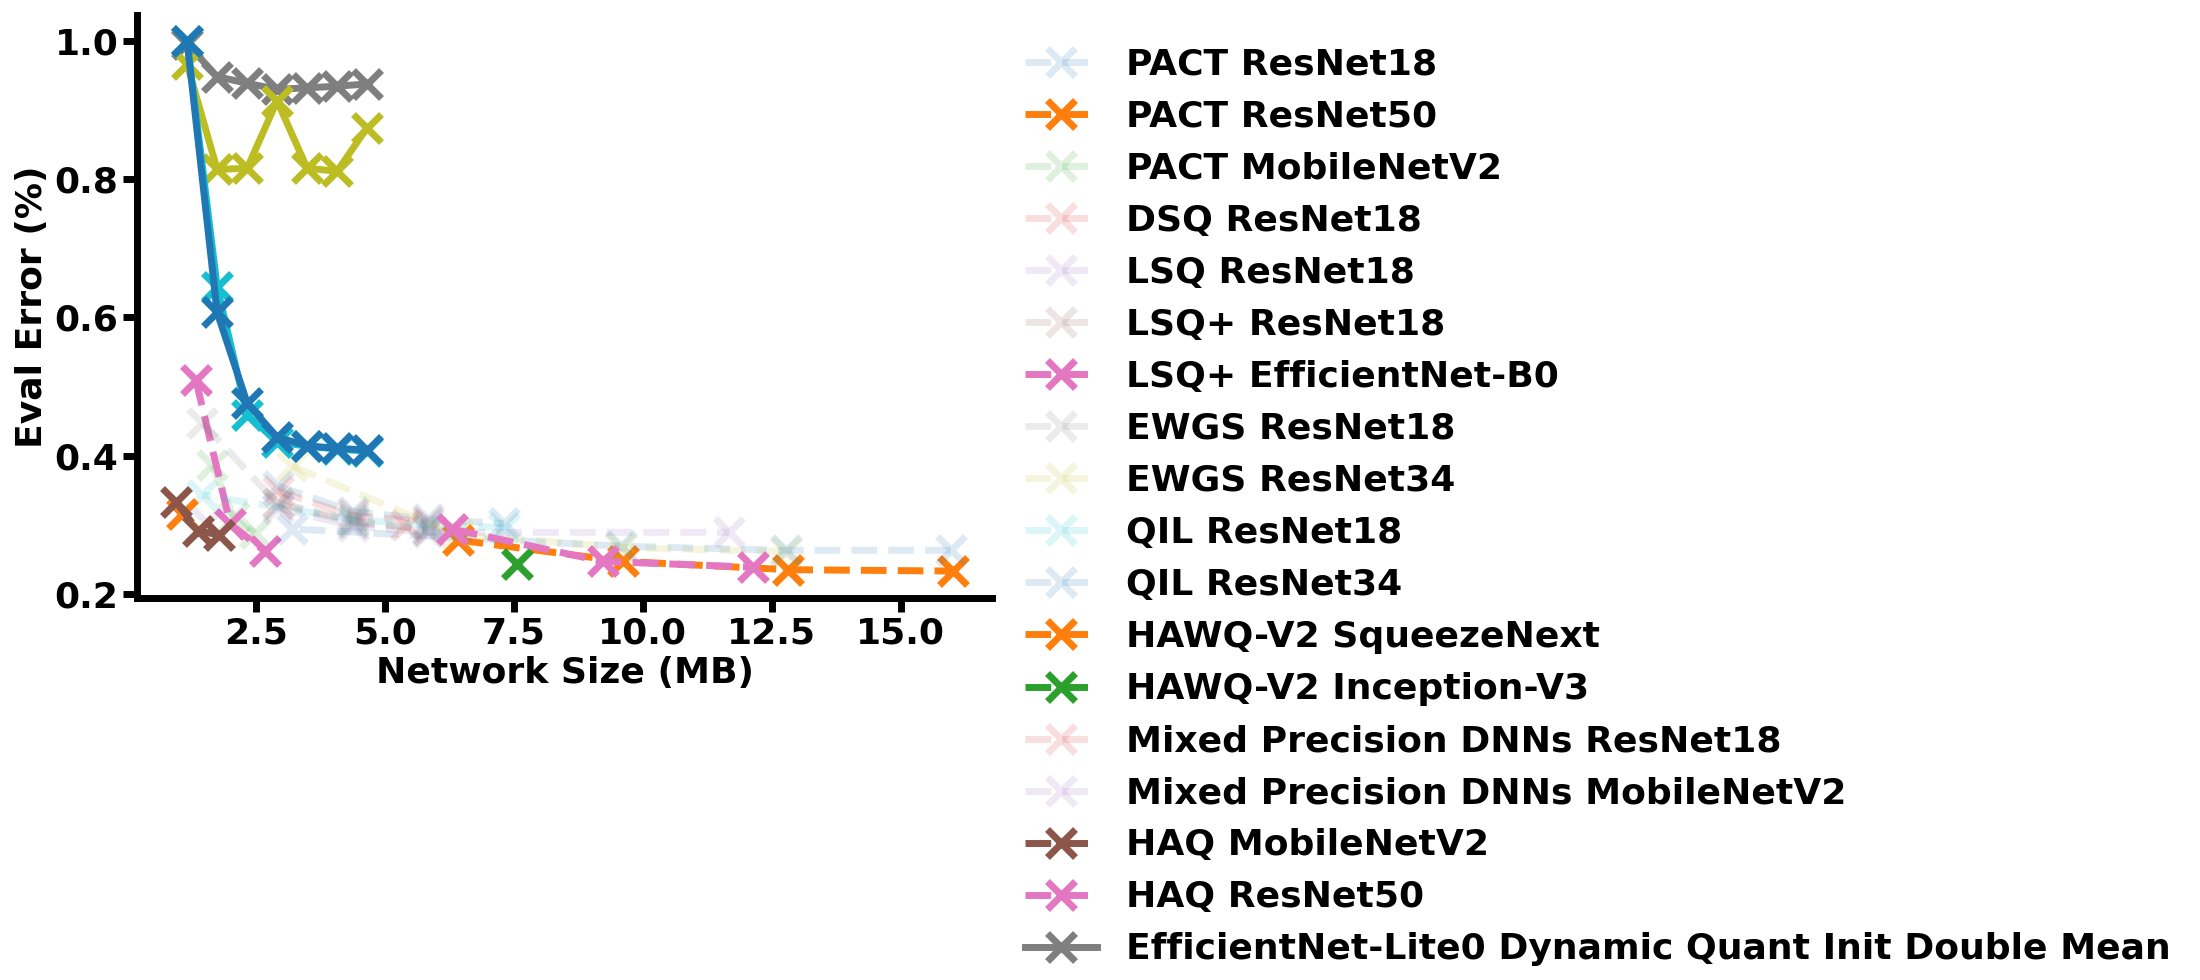 1.0
0.8
0.6
0.4
0.2
Eval Error (%)
2.5 5.0 7.5 10.0 12.5 15.0
Network Size (MB)
PACT ResNet18
PACT ResNet50
PACT MobileNetV2
DSQ ResNet18
LSQ ResNet18
LSQ+ ResNet18
LSQ+ EfficientNet-B0
EWGS ResNet18
EWGS ResNet34
QIL ResNet18
QIL ResNet34
HAWQ-V2 SqueezeNext
HAWQ-V2 Inception-V3
Mixed Precision DNNs ResNet18
Mixed Precision DNNs MobileNetV2
HAQ MobileNetV2
HAQ ResNet50
EfficientNet-Lite0 Dynamic Quant Init Double Mean